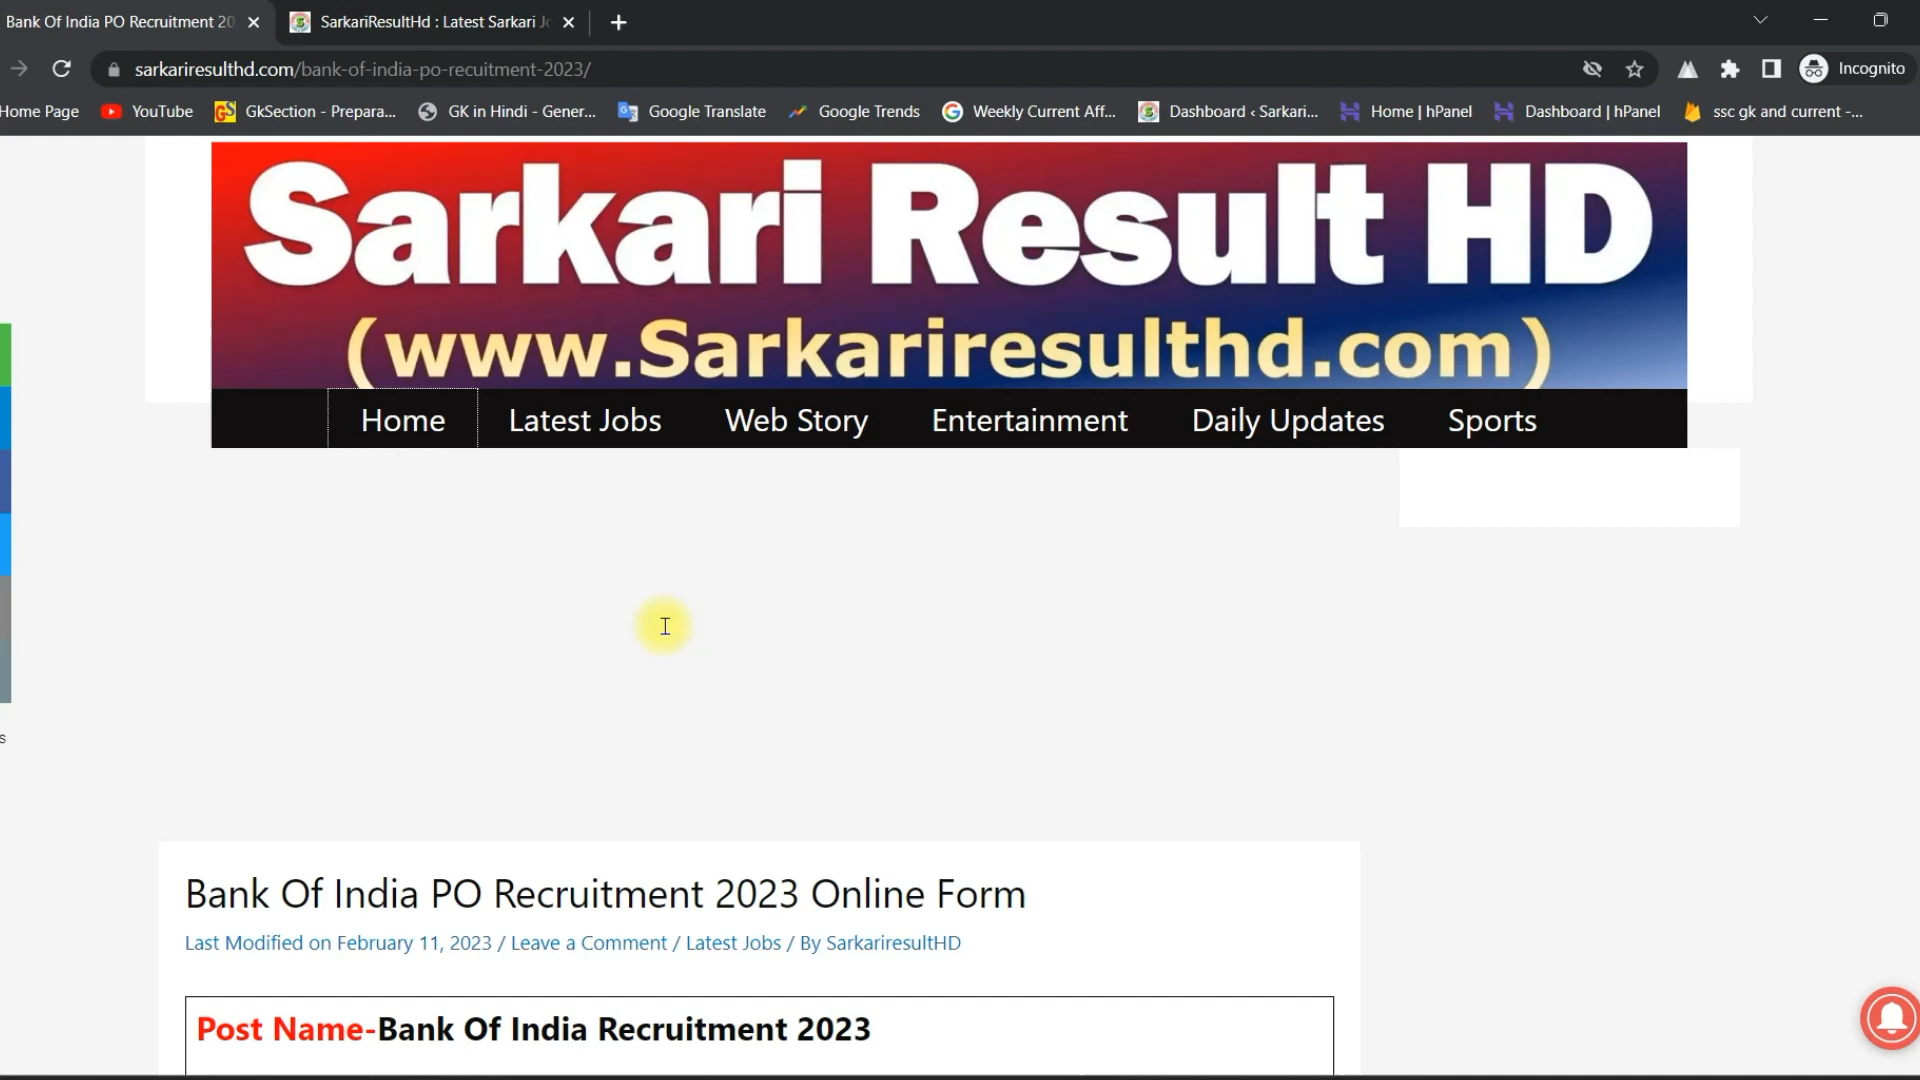 Bank Of India PO Recruitment 20
SarkariResultHd : Latest Sarkari Jo
sarkariresulthd.com/bank-of-india-po-recuitment-2023/
Incognito
Home Page
YouTube
GkSection - Prepara...
GK in Hindi - Gener...
Google Translate
Google Trends
Weekly Current Aff...
Dashboard ‹ Sarkari...
Home | hPanel
Dashboard | hPanel
ssc gk and current -...
Sarkari Result HD
(www.Sarkariresulthd.com)
Home
Latest Jobs
Web Story
Entertainment
Daily Updates
Sports
s
Bank Of India PO Recruitment 2023 Online Form
Last Modified on February 11, 2023 / Leave a Comment / Latest Jobs / By SarkariresultHD
Post Name-Bank Of India Recruitment 2023